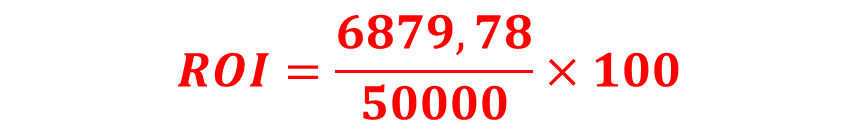 ROI = 6879,78 / 50000 × 100